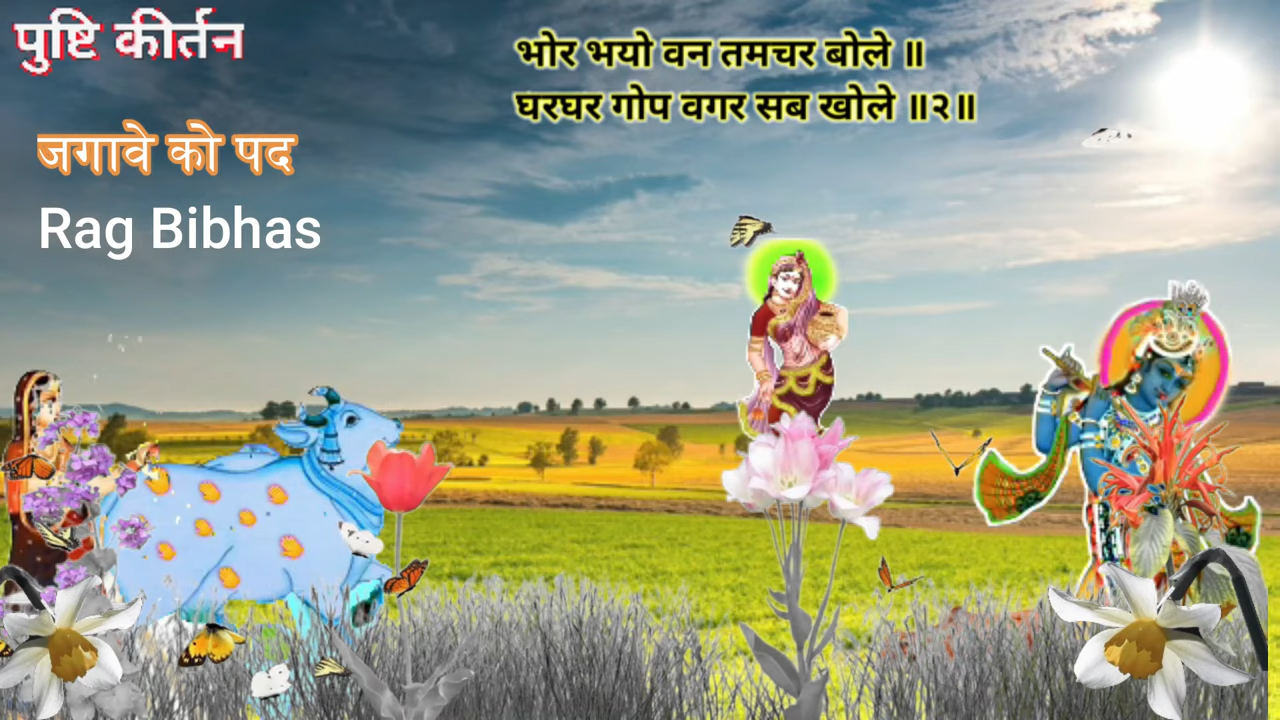 पुष्टि कीर्तन
जगावे को पद
Rag Bibhas
भोर भयो वन तमचर बोले ॥
घरघर गोप वगर सब खोले ॥२॥